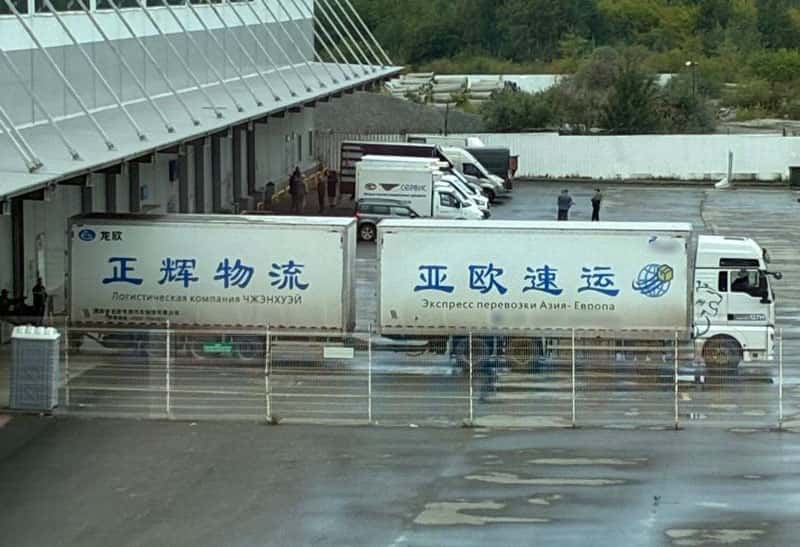 龙欧
正辉物流
Логистическая компания ЧЖЭНХУЭЙ
亚欧速运
Экспресс перевозки Азия- Европа
СЕРВИС